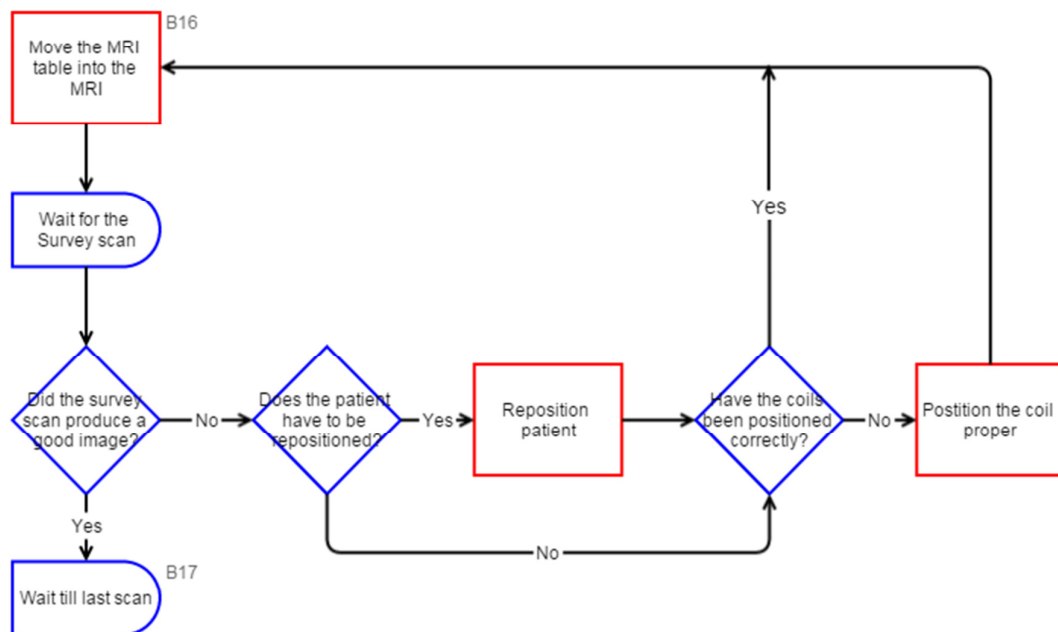 B16
Move the MRI
table into the
MRI
Wait for the
Survey scan
Yes
Did the survey
scan produce a
good image?
No
Does the patient
have to be
repositioned?
Yes
Reposition
patient
Have the coils
been positioned
correctly?
No
Postition the coil
proper
Yes
No
B17
Wait till last scan